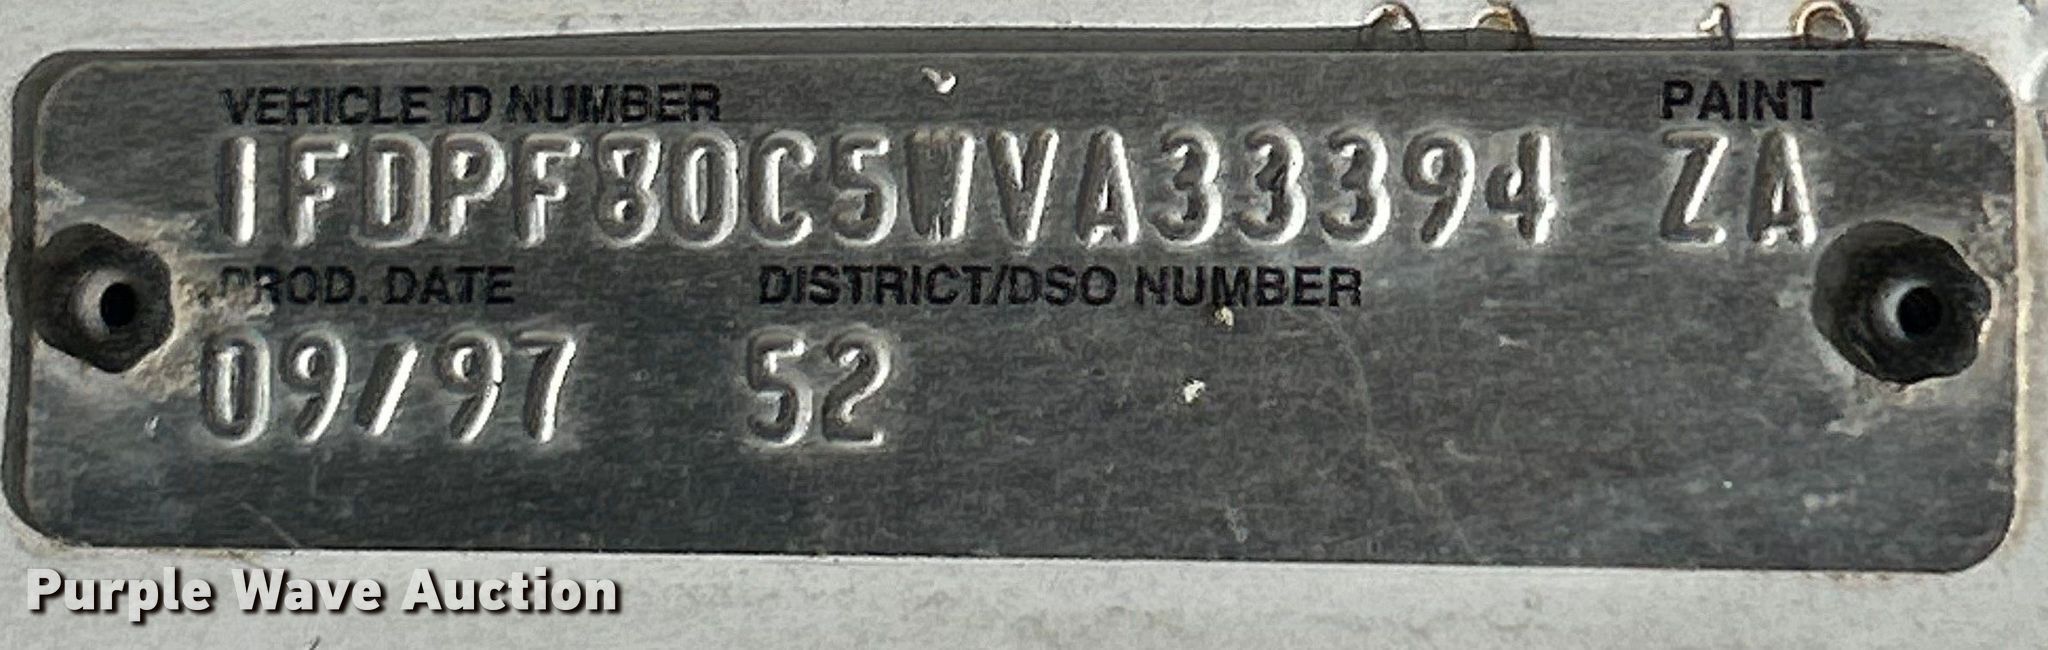 VEHICLE ID NUMBER PAINT
1FDPF80C5WVA33394 ZA
PROD. DATE DISTRICT/DSO NUMBER
09/97 52
Purple Wave Auction